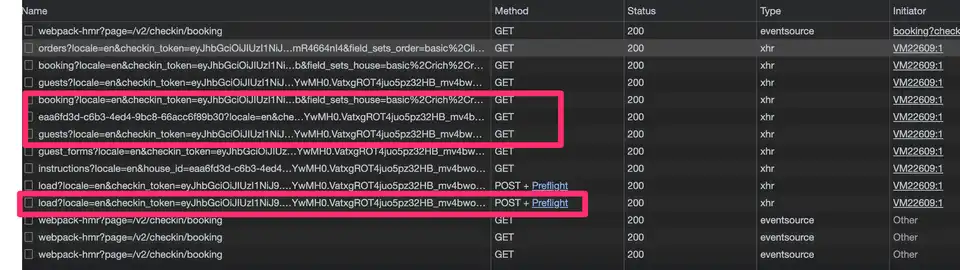 Name Method Status Type Initiator
webpack-hmr?page=/v2/checkin/booking GET 200 eventsource booking?check
orders?locale=en&checkin_token=eyJhbGciOiJIUzI1NiJ9...mR4664nI4&field_sets_order=basic%2Cli... GET 200 xhr VM22609:1
booking?locale=en&checkin_token=eyJhbGciOiJIUzI1Ni...b&field_sets_house=basic%2Crich%2Cr... GET 200 xhr VM22609:1
guests?locale=en&checkin_token=eyJhbGciOiJIUzI1NiJ...YwMH0.VatxgROT4juo5pz32HB_mv4bw... GET 200 xhr VM22609:1
booking?locale=en&checkin_token=eyJhbGciOiJIUzI1Ni...b&field_sets_house=basic%2Crich%2Cr... GET 200 xhr VM22609:1
eaa6fd3d-c6b3-4ed4-9bc8-66acc6f89b30?locale=en&che...YwMH0.VatxgROT4juo5pz32HB_mv4b... GET 200 xhr VM22609:1
guests?locale=en&checkin_token=eyJhbGciOiJIUzI1NiJ...YwMH0.VatxgROT4juo5pz32HB_mv4bw... GET 200 xhr VM22609:1
guest_forms?locale=en&checkin_token=eyJhbGciOiJIUz...YwMH0.VatxgROT4juo5pz32HB_mv4b... GET 200 xhr VM22609:1
instructions?locale=en&house_id=eaa6fd3d-c6b3-4ed4...YwMH0.VatxgROT4juo5pz32HB_mv4b... GET 200 xhr VM22609:1
load?locale=en&checkin_token=eyJhbGciOiJIUzI1NiJ9....YwMH0.VatxgROT4juo5pz32HB_mv4bwo... POST + Preflight 200 xhr VM22609:1
load?locale=en&checkin_token=eyJhbGciOiJIUzI1NiJ9....YwMH0.VatxgROT4juo5pz32HB_mv4bwo... POST + Preflight 200 xhr VM22609:1
webpack-hmr?page=/v2/checkin/booking GET 200 eventsource Other
webpack-hmr?page=/v2/checkin/booking GET 200 eventsource Other
webpack-hmr?page=/v2/checkin/booking GET 200 eventsource Other